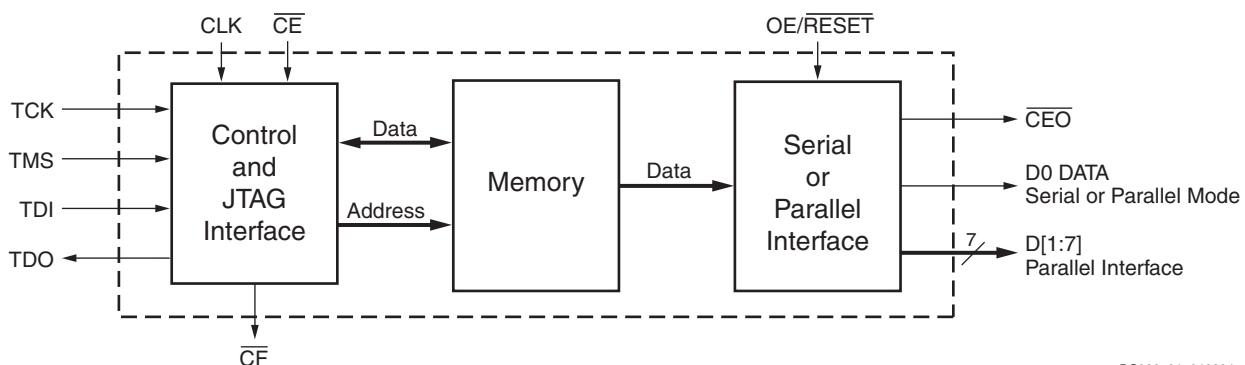 CLK
CE
OE/RESET
TCK
TMS
TDI
TDO
Control
and
JTAG
Interface
Data
Address
Memory
Data
Serial
or
Parallel
Interface
CEO
D0 DATA
Serial or Parallel Mode
7
D[1:7]
Parallel Interface
CF